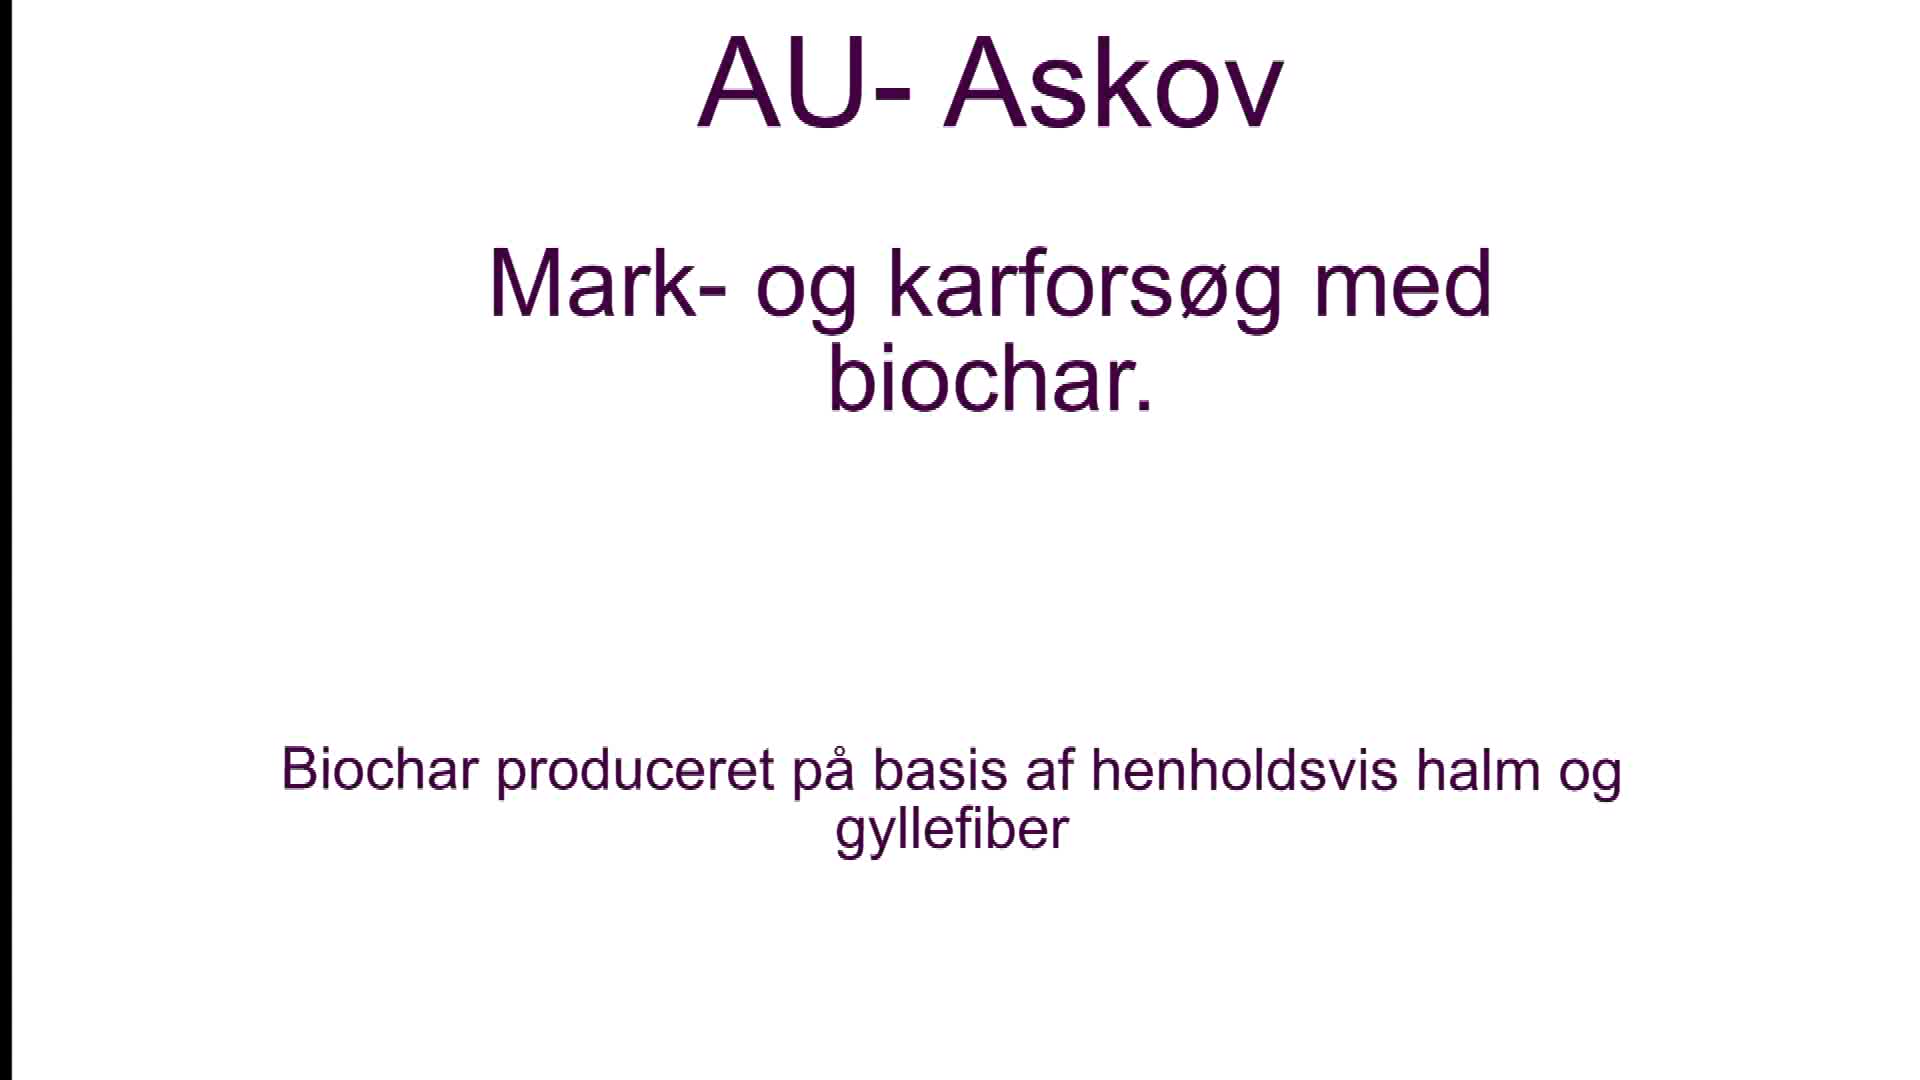 AU- Askov
Mark- og karforsøg med
biochar.
Biochar produceret på basis af henholdsvis halm og
gyllefiber